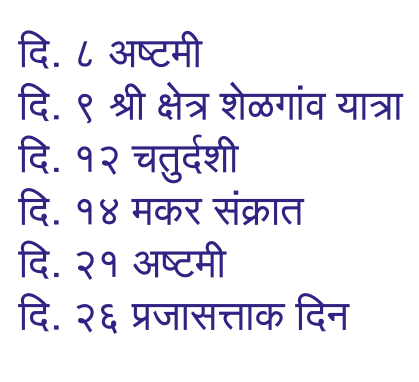 दि. ८ अष्टमी
दि. ९ श्री क्षेत्र शेळगांव यात्रा
दि. १२ चतुर्दशी
दि. १४ मकर संक्रात
दि. २१ अष्टमी
दि. २६ प्रजासत्ताक दिन